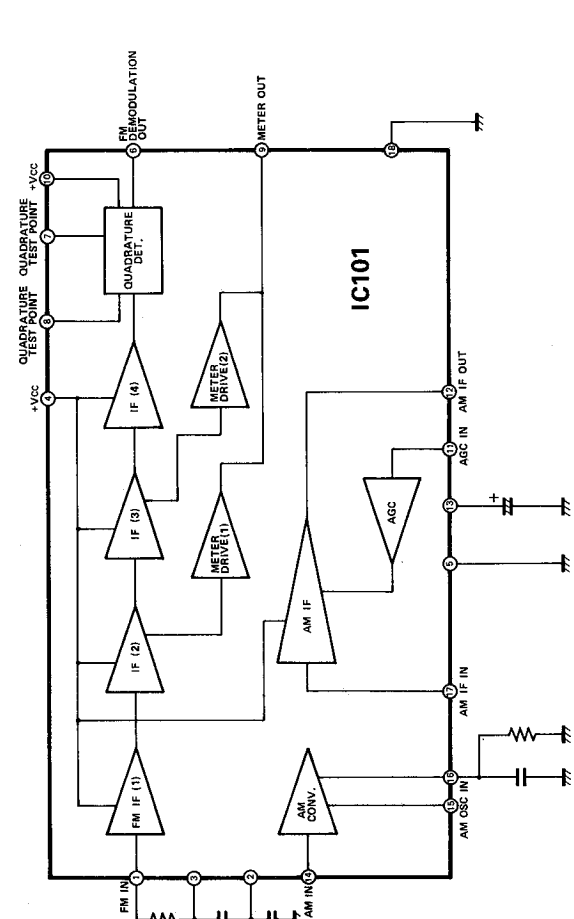 FM
DEMODULATION
OUT
6
9
METER OUT
18
+Vcc
10
QUADRATURE
TEST POINT
7
QUADRATURE
TEST POINT
8
+Vcc
4
QUADRATURE
DET.
IF (4)
IF (3)
IF (2)
FM IF (1)
METER
DRIVE(2)
METER
DRIVE(1)
IC101
AM IF
AGC
AM
CONV.
12
AM IF OUT
11
AGC IN
13
+
5
17
AM IF IN
16
15
AM OSC IN
FM IN
1
3
2
AM IN
14